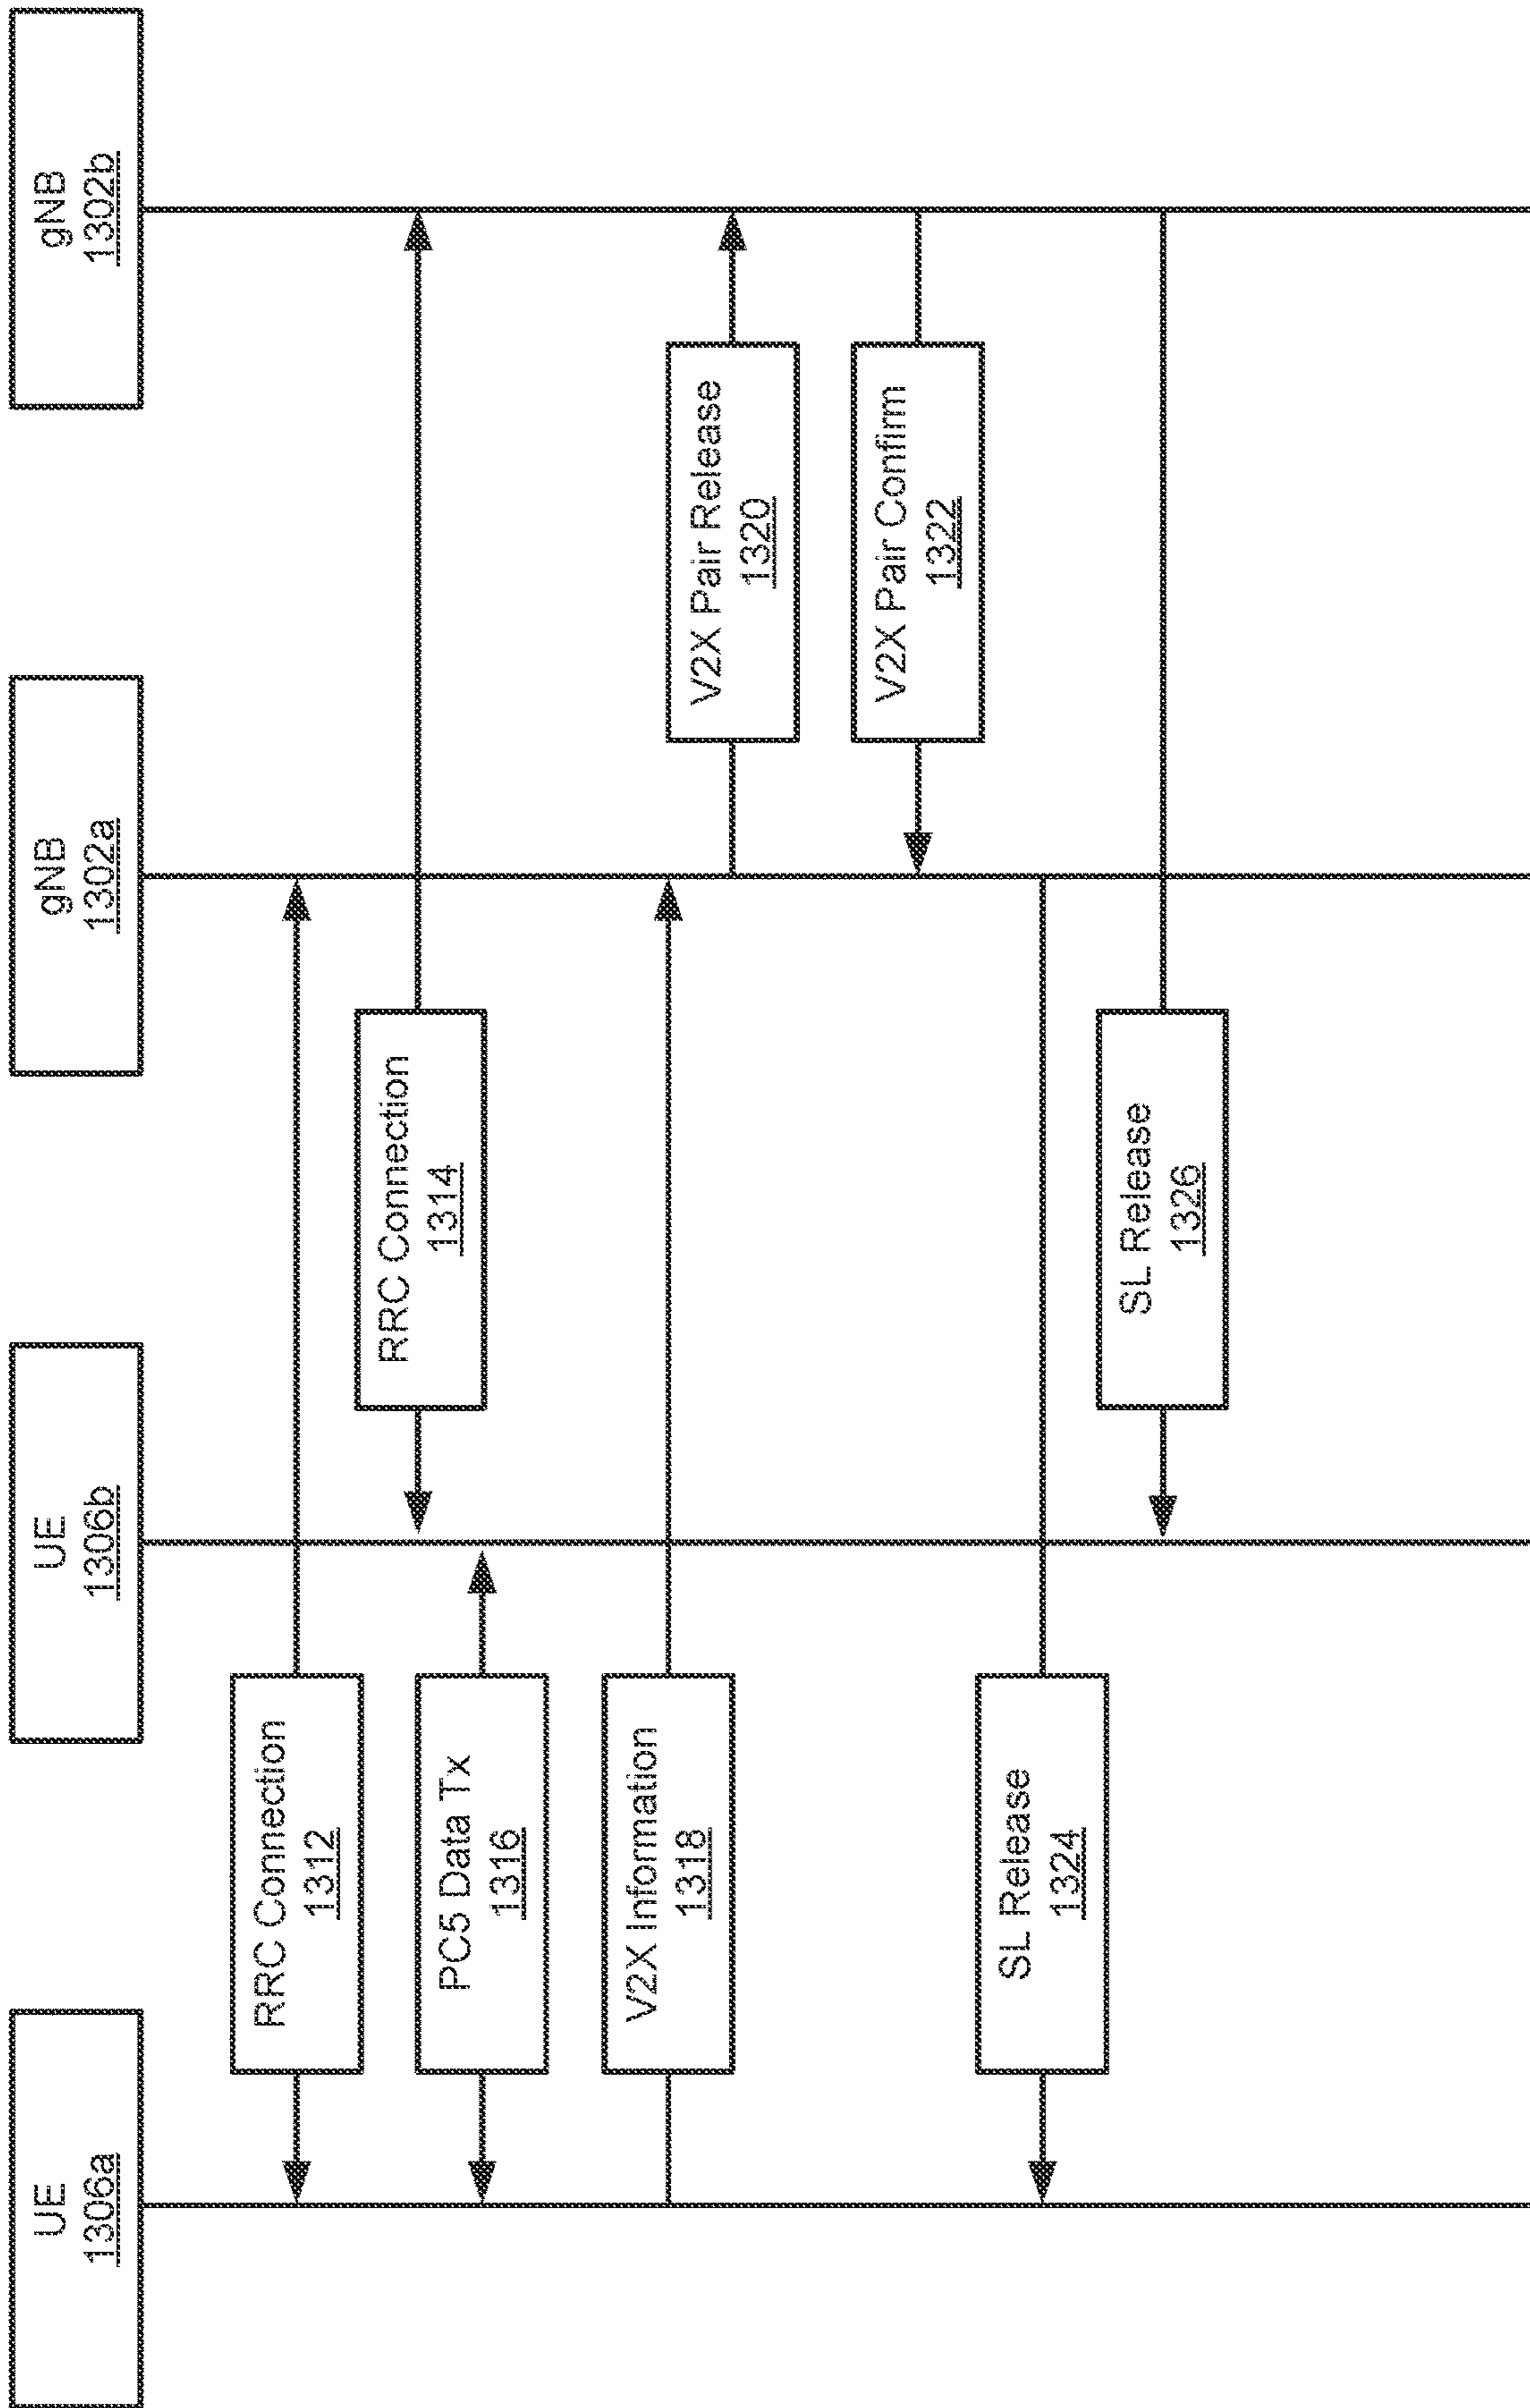 UE
1306a
UE
1306b
gNB
1302a
gNB
1302b
RRC Connection
1312
RRC Connection
1314
PC5 Data Tx
1316
V2X Information
1318
V2X Pair Release
1320
V2X Pair Confirm
1322
SL Release
1324
SL Release
1326